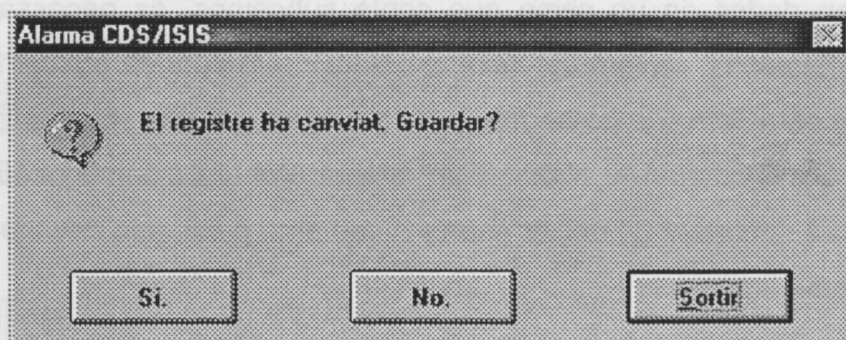 Alarma CDS/ISIS
El registre ha canviat. Guardar?
Si.
No.
Sortir